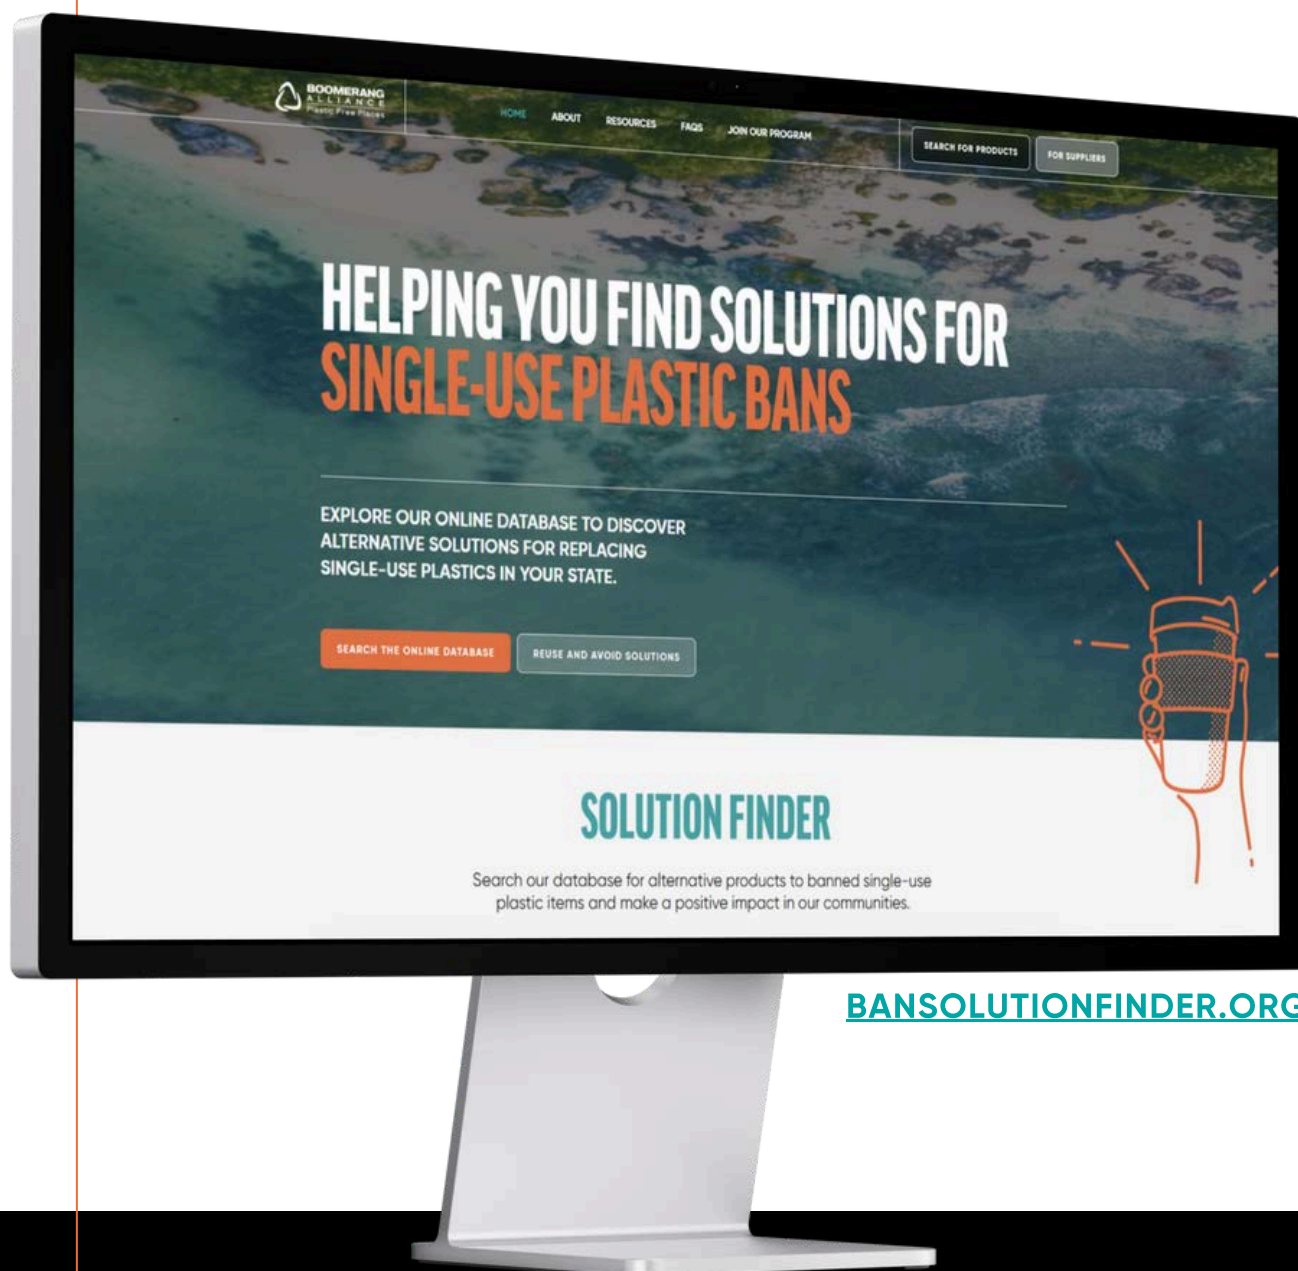 BOOMERANG
ALLIANCE
Plastic Free Places
HOME ABOUT RESOURCES FAQS JOIN OUR PROGRAM
SEARCH FOR PRODUCTS FOR SUPPLIERS
HELPING YOU FIND SOLUTIONS FOR
SINGLE-USE PLASTIC BANS
EXPLORE OUR ONLINE DATABASE TO DISCOVER
ALTERNATIVE SOLUTIONS FOR REPLACING
SINGLE-USE PLASTICS IN YOUR STATE.
SEARCH THE ONLINE DATABASE REUSE AND AVOID SOLUTIONS
SOLUTION FINDER
Search our database for alternative products to banned single-use
plastic items and make a positive impact in our communities.
BANSOLUTIONFINDER.ORG